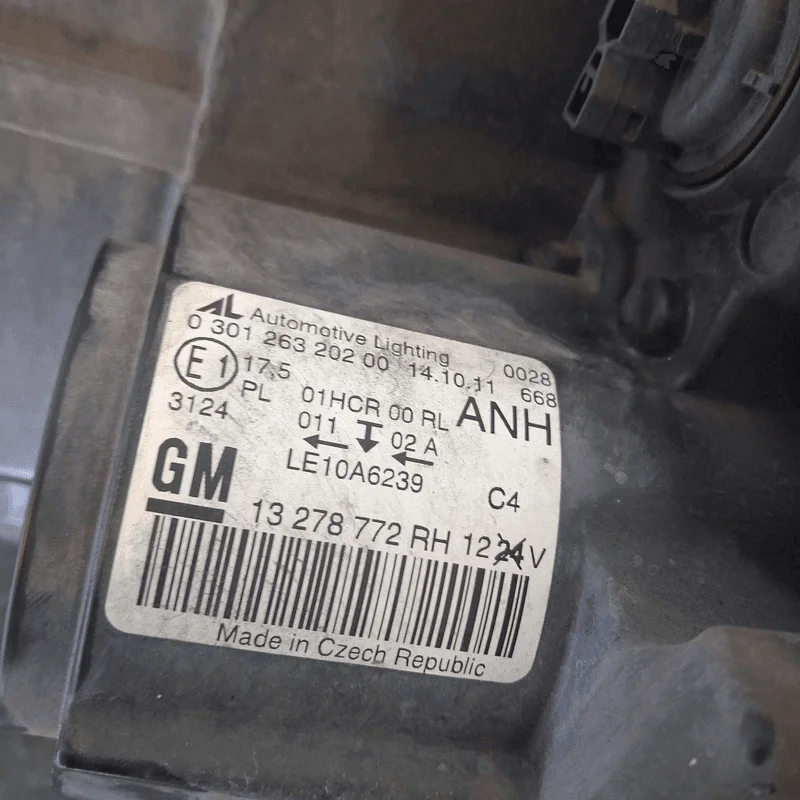 AL Automotive Lighting 0028
0 301 263 202 00 14.10.11 668
E1 17,5 01HCR 00 RL ANH
PL 011 02 A
3124
LE10A6239 C4
GM
13 278 772 RH 12 24 V
Made in Czech Republic